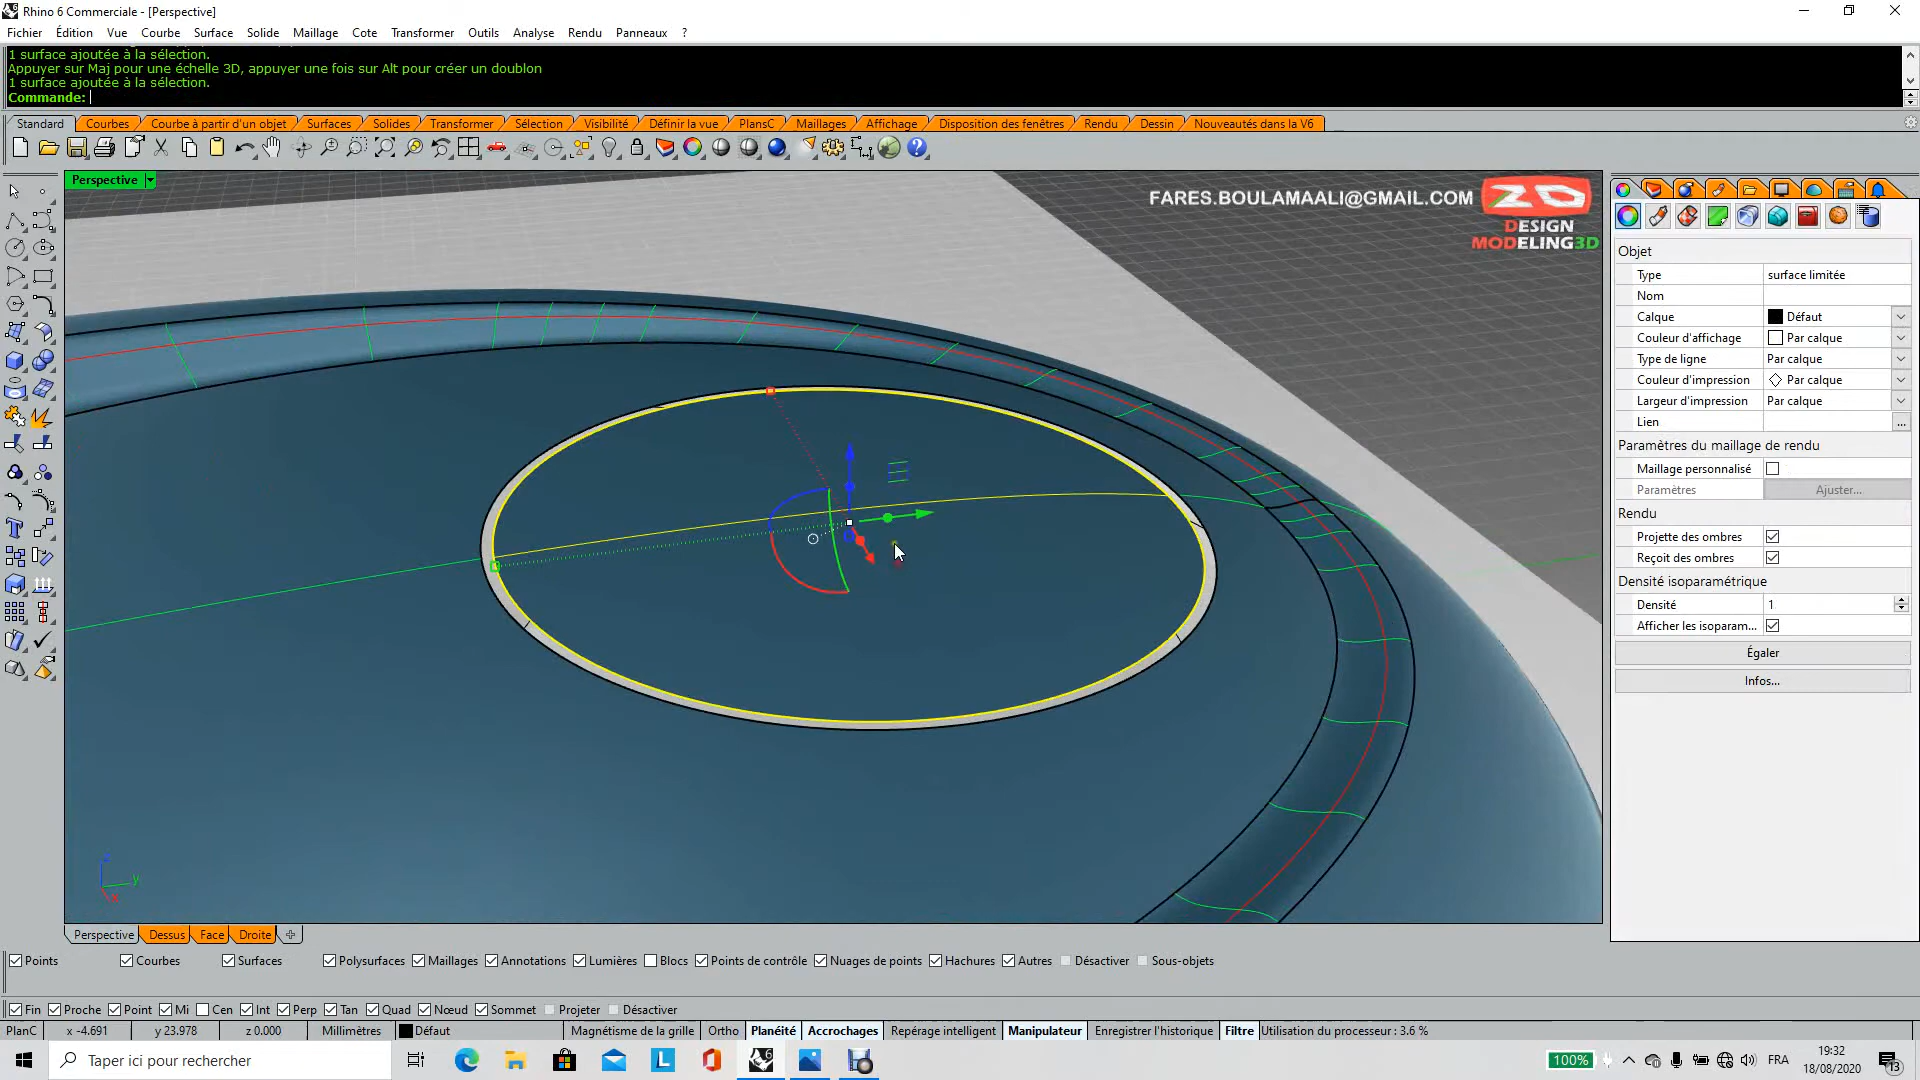 Rhino 6 Commerciale - [Perspective]
Fichier Édition Vue Courbe Surface Solide Maillage Cote Transformer Outils Analyse Rendu Panneaux ?
1 surface ajoutée à la sélection.
Appuyer sur Maj pour une échelle 3D, appuyer une fois sur Alt pour créer un doublon
1 surface ajoutée à la sélection.
Commande:
Standard Courbes Courbe à partir d'un objet Surfaces Solides Transformer Sélection Visibilité Définir la vue PlansC Maillages Affichage Disposition des fenêtres Rendu Dessin Nouveautés dans la V6
Perspective
FARES.BOULAMAALI@GMAIL.COM
DESIGN
MODELING3D
Objet
Type surface limitée
Nom
Calque Défaut
Couleur d'affichage Par calque
Type de ligne Par calque
Couleur d'impression Par calque
Largeur d'impression Par calque
Lien ...
Paramètres du maillage de rendu
Maillage personnalisé
Paramètres Ajuster...
Rendu
Projette des ombres
Reçoit des ombres
Densité isoparamétrique
Densité 1
Afficher les isoparam...
Égaler
Infos...
z
y
x
Perspective Dessus Face Droite
Points Courbes Surfaces Polysurfaces Maillages Annotations Lumières Blocs Points de contrôle Nuages de points Hachures Autres Désactiver Sous-objets
Fin Proche Point Mi Cen Int Perp Tan Quad Nœud Sommet Projeter Désactiver
PlanC x -4.691 y 23.978 z 0.000 Millimètres Défaut Magnétisme de la grille Ortho Planéité Accrochages Repérage intelligent Manipulateur Enregistrer l'historique Filtre Utilisation du processeur : 3.6 %
Taper ici pour rechercher
100% FRA
19:32
18/08/2020
13